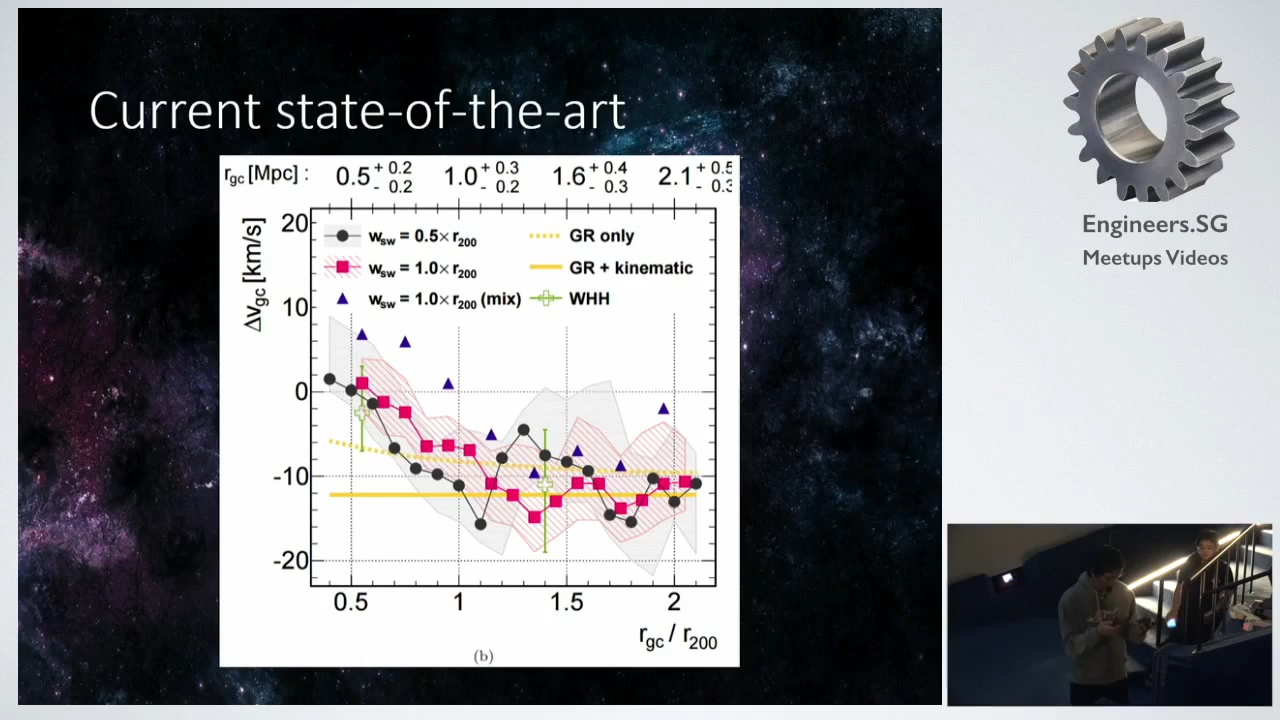 Current state-of-the-art
r_gc [Mpc] : 0.5 + 0.2 - 0.2 1.0 + 0.3 - 0.2 1.6 + 0.4 - 0.3 2.1 + 0.5 - 0.3
Δv_gc [km/s]
20
10
0
-10
-20
w_sw = 0.5× r_200
w_sw = 1.0× r_200
w_sw = 1.0× r_200 (mix)
GR only
GR + kinematic
WHH
0.5 1 1.5 2
r_gc / r_200
(b)
Engineers.SG
Meetups Videos